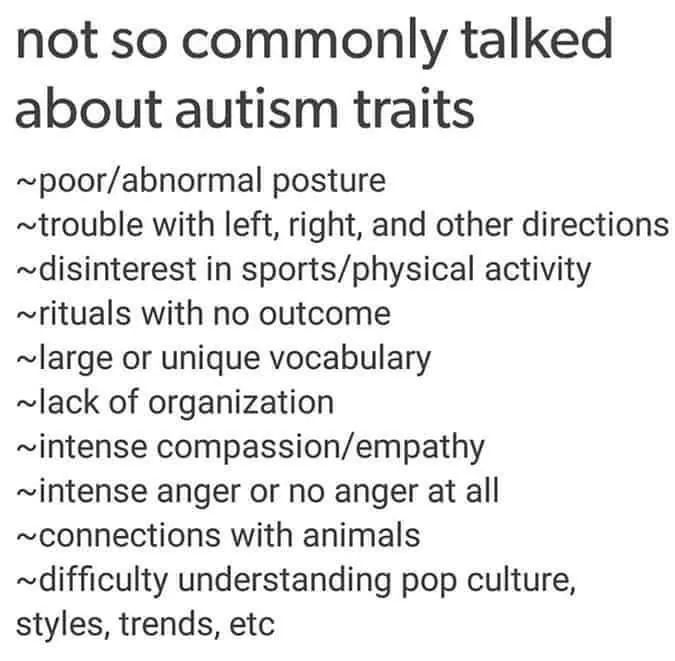 not so commonly talked
about autism traits
~poor/abnormal posture
~trouble with left, right, and other directions
~disinterest in sports/physical activity
~rituals with no outcome
~large or unique vocabulary
~lack of organization
~intense compassion/empathy
~intense anger or no anger at all
~connections with animals
~difficulty understanding pop culture,
styles, trends, etc